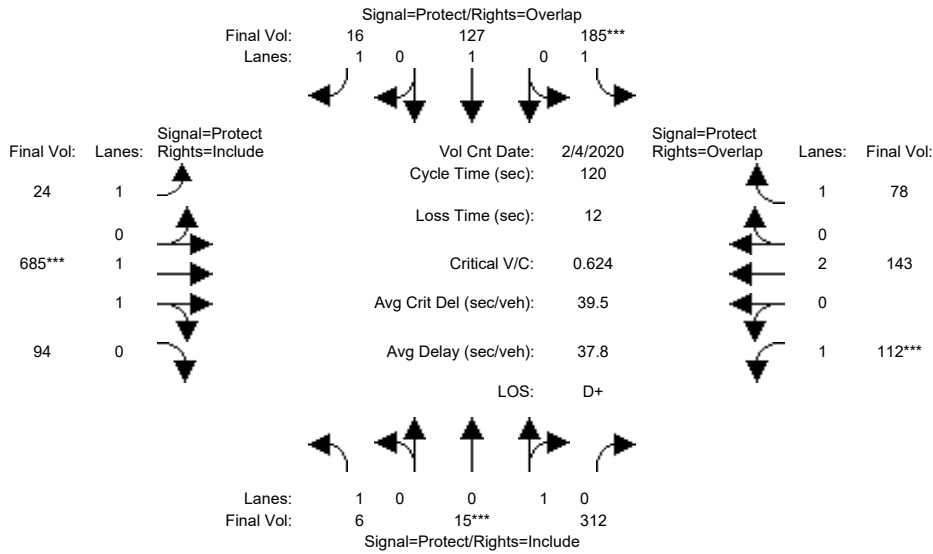 Signal=Protect/Rights=Overlap
Final Vol: 16 127 185***
Lanes: 1 0 1 0 1
Signal=Protect
Final Vol: Lanes: Rights=Include
Vol Cnt Date: 2/4/2020
Signal=Protect
Rights=Overlap Lanes: Final Vol:
Cycle Time (sec): 120
24 1
1 78
Loss Time (sec): 12
0
0
685*** 1
Critical V/C: 0.624
2 143
1
Avg Crit Del (sec/veh): 39.5
0
94 0
Avg Delay (sec/veh): 37.8
1 112***
LOS: D+
Lanes: 1 0 0 1 0
Final Vol: 6 15*** 312
Signal=Protect/Rights=Include